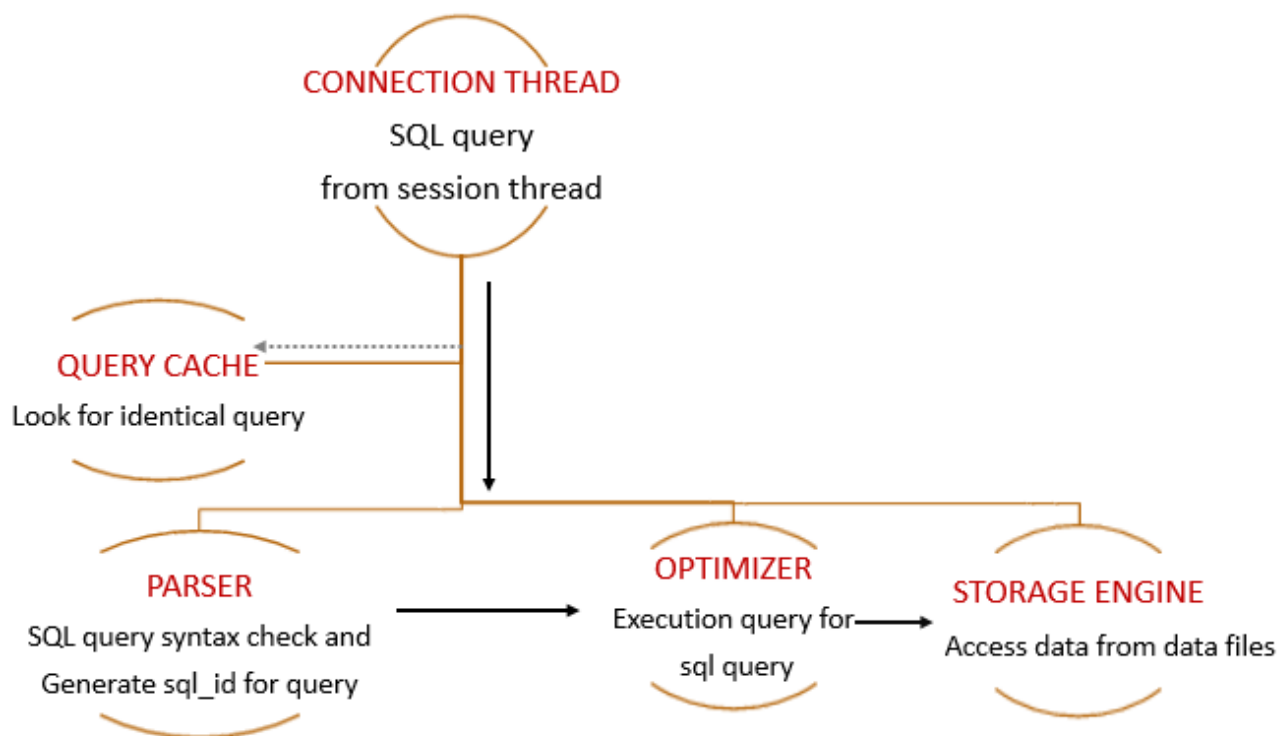 CONNECTION THREAD
SQL query
from session thread
QUERY CACHE
Look for identical query
PARSER
SQL query syntax check and
Generate sql_id for query
OPTIMIZER
Execution query for
sql query
STORAGE ENGINE
Access data from data files